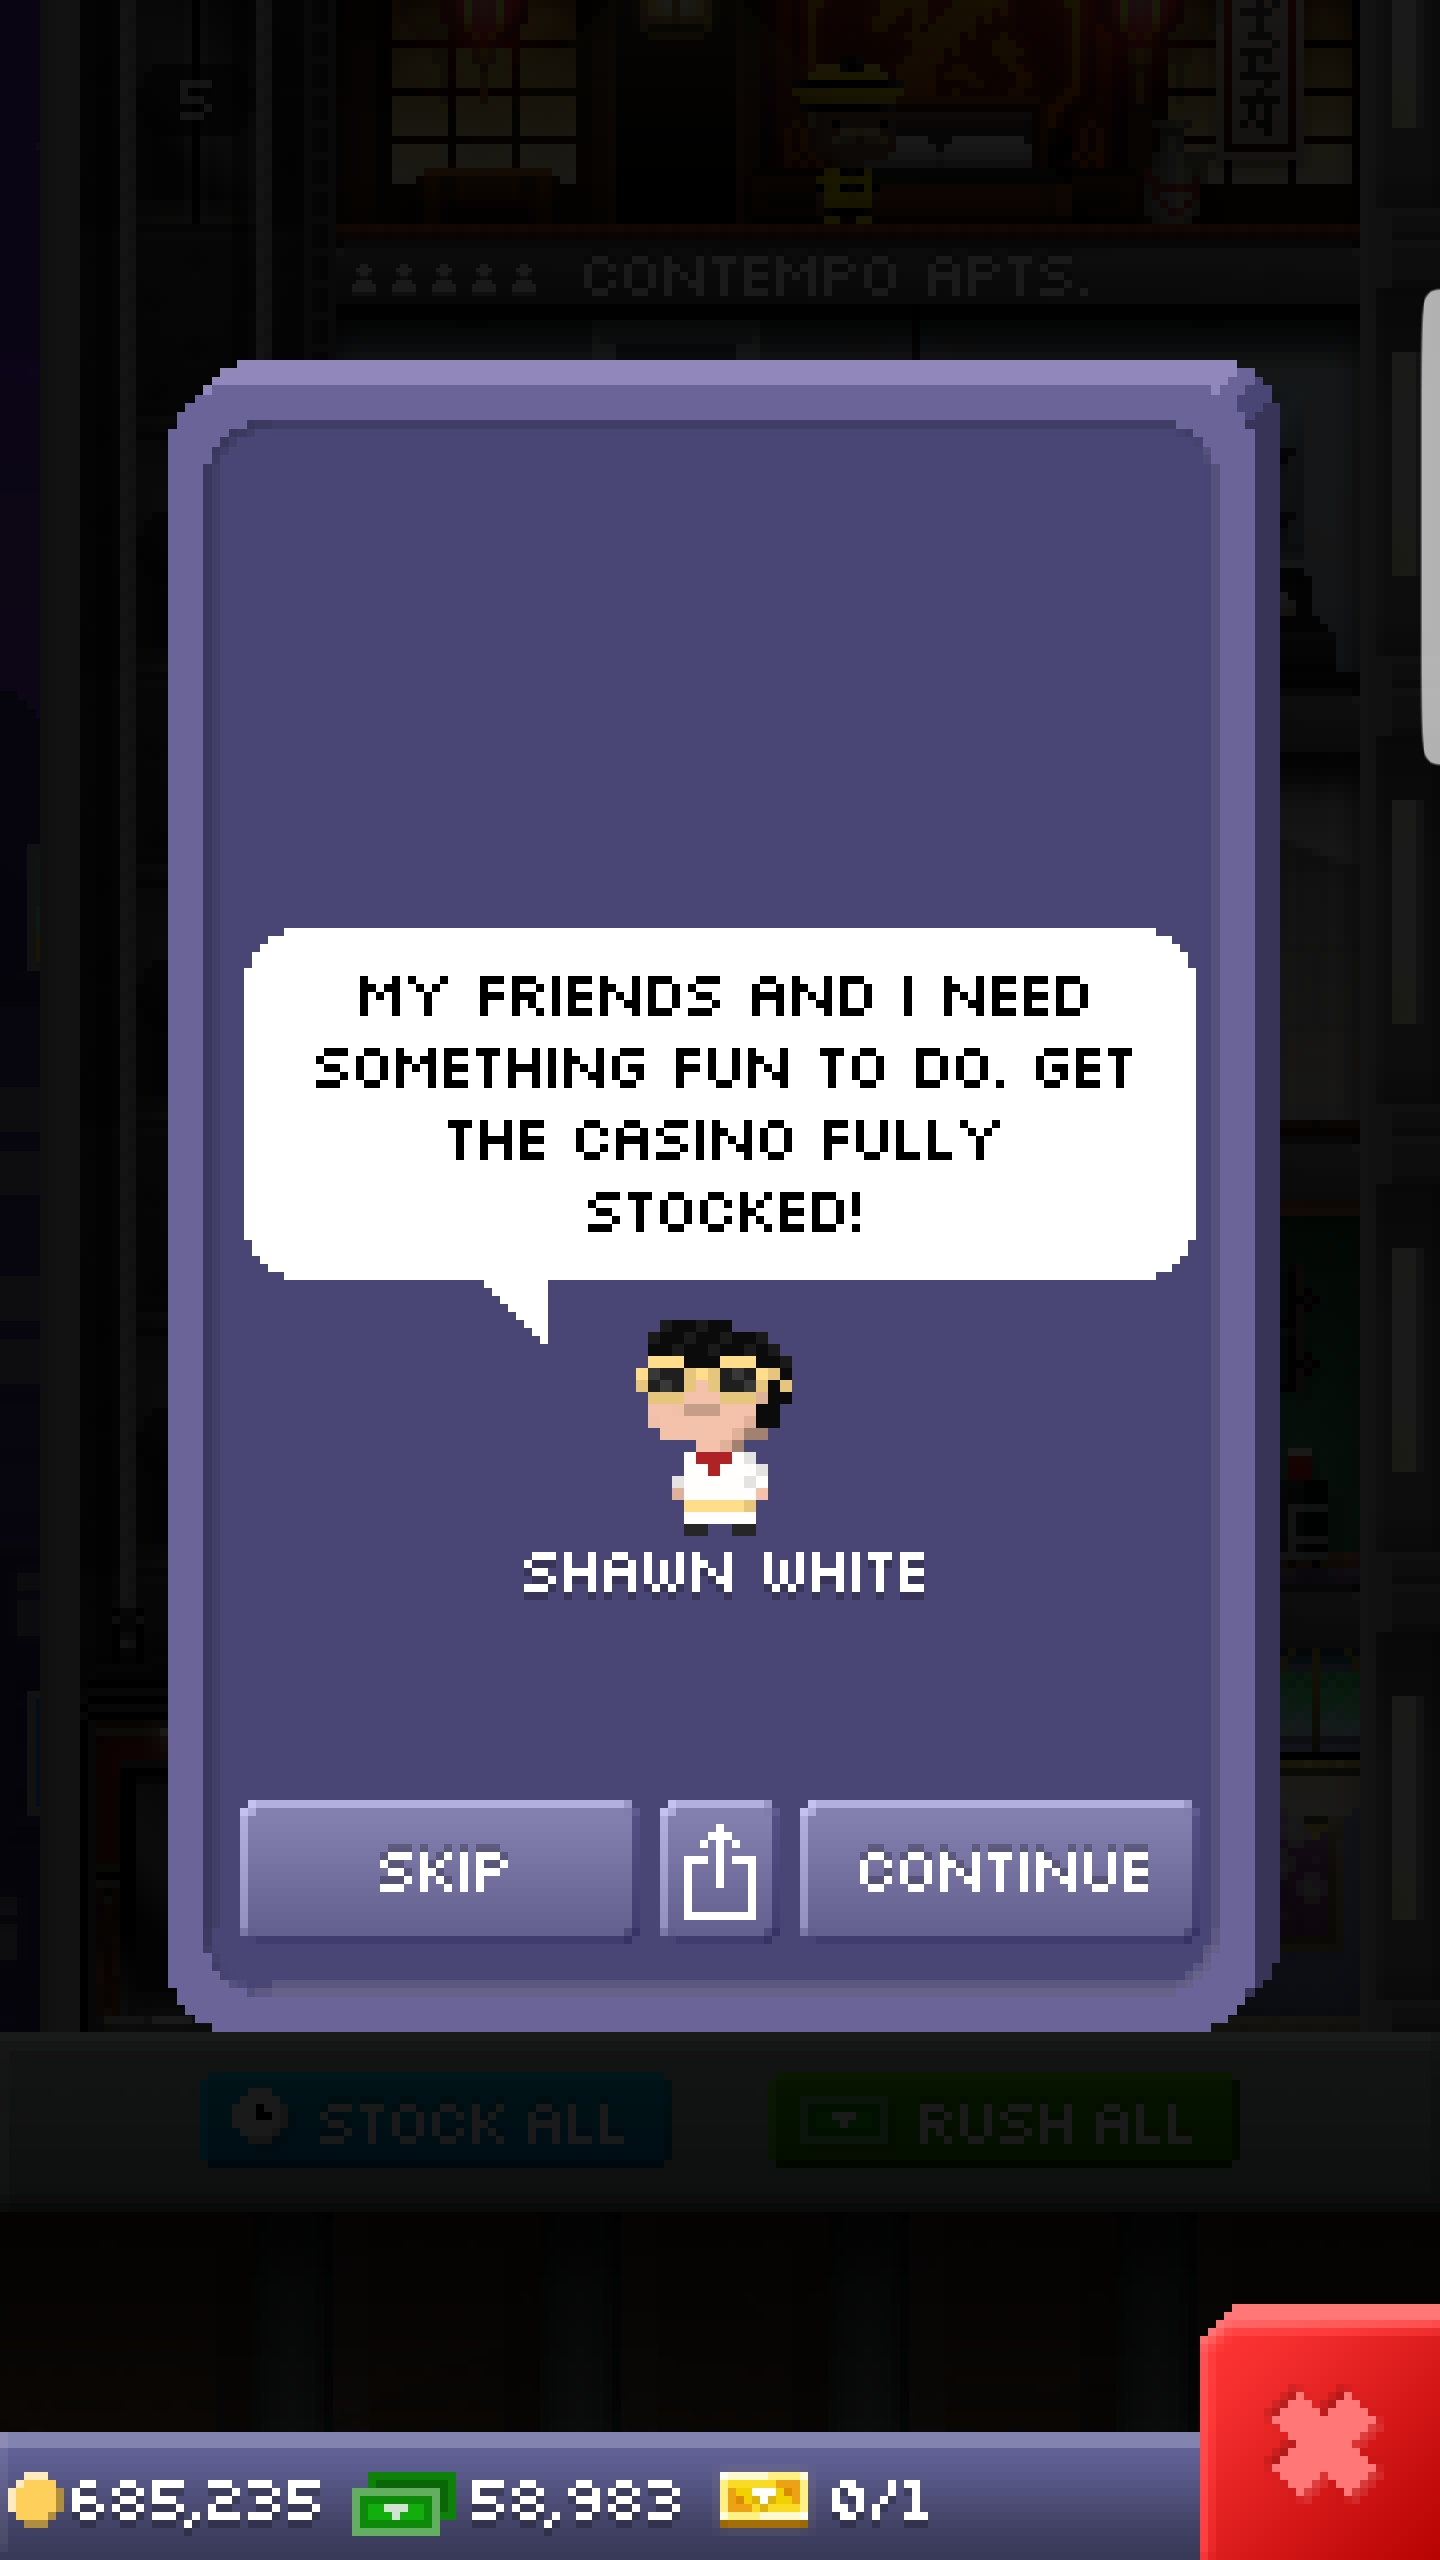 5
CONTEMPO APTS.
MY FRIENDS AND I NEED
SOMETHING FUN TO DO. GET
THE CASINO FULLY
STOCKED!
SHAWN WHITE
SKIP
CONTINUE
STOCK ALL
RUSH ALL
685,235 58,983 0/1